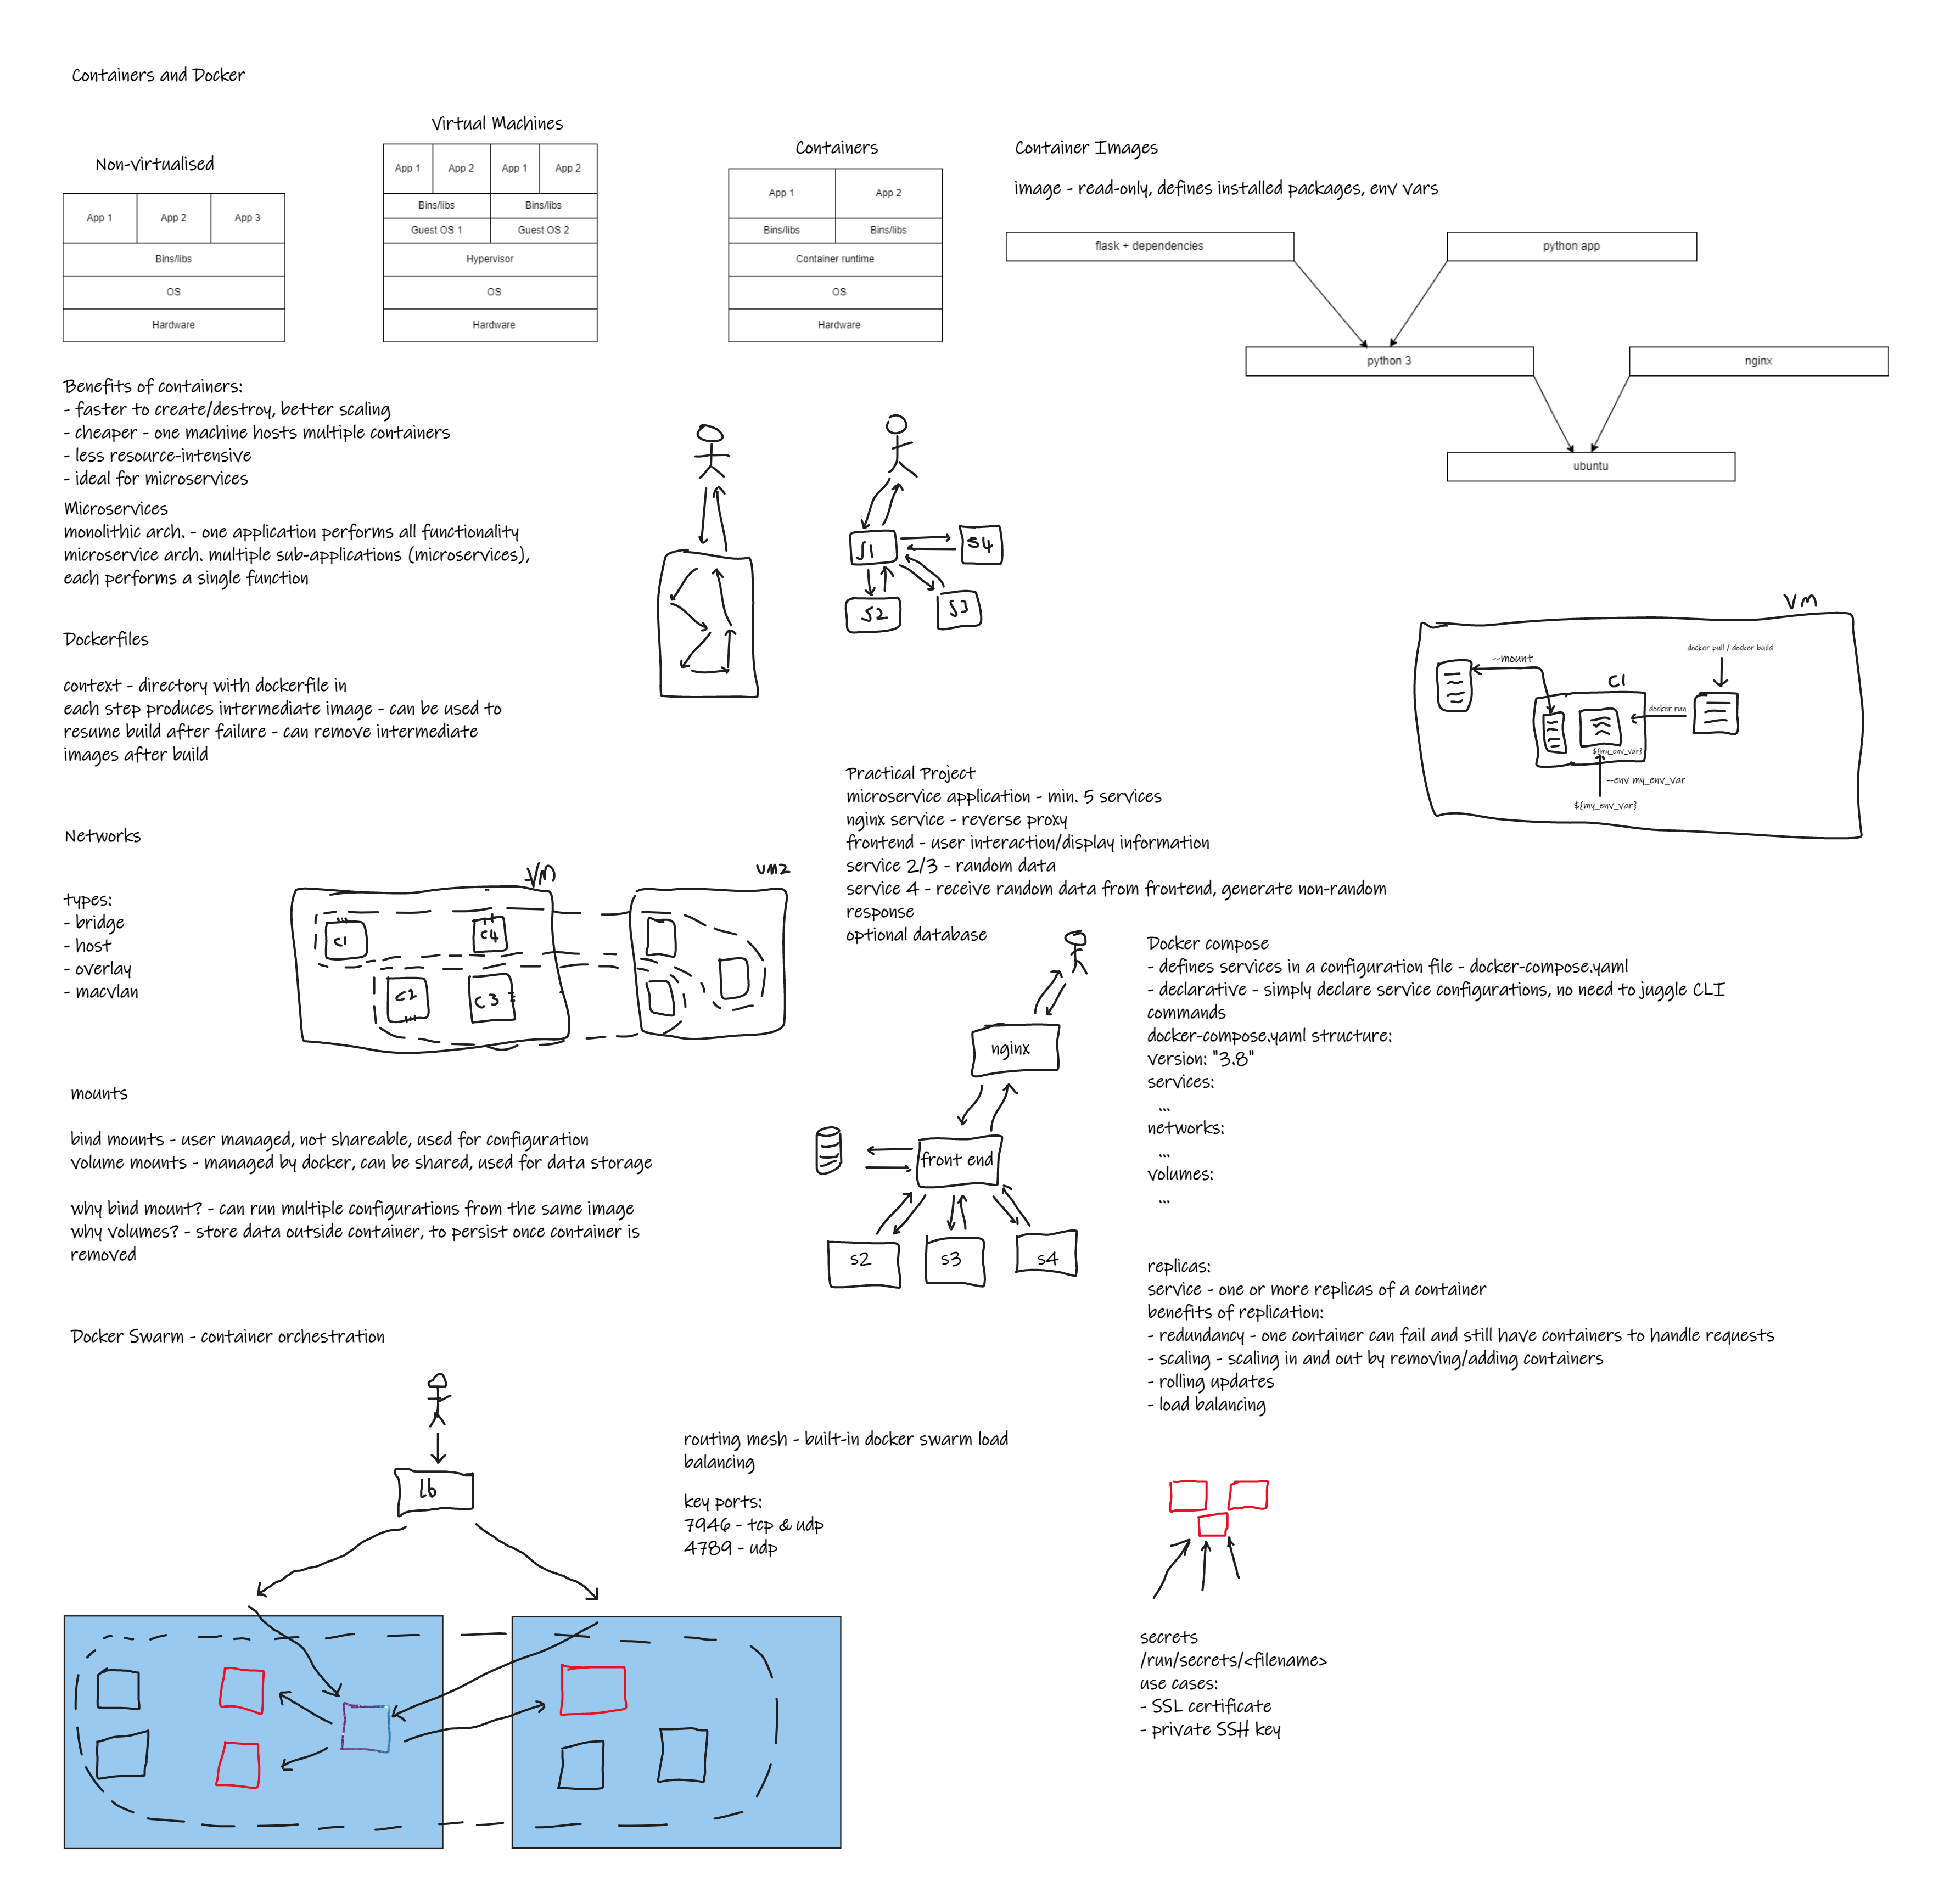 Containers and Docker
Non-virtualised
App 1
App 2
App 3
Bins/libs
OS
Hardware
Virtual Machines
App 1
App 2
App 1
App 2
Bins/libs
Bins/libs
Guest OS 1
Guest OS 2
Hypervisor
OS
Hardware
Containers
App 1
App 2
Bins/libs
Bins/libs
Container runtime
OS
Hardware
Container Images
image - read-only, defines installed packages, env vars
flask + dependencies
python app
python 3
nginx
ubuntu
Benefits of containers:
- faster to create/destroy, better scaling
- cheaper - one machine hosts multiple containers
- less resource-intensive
- ideal for microservices
Microservices
monolithic arch. - one application performs all functionality
microservice arch. multiple sub-applications (microservices),
each performs a single function
S1
S4
S2
S3
Dockerfiles
context - directory with dockerfile in
each step produces intermediate image - can be used to
resume build after failure - can remove intermediate
images after build
VM
docker pull / docker build
--mount
C1
docker run
${my_env_var}
--env my_env_var
${my_env_var}
Networks
types:
- bridge
- host
- overlay
- macvlan
VM
VM2
C1
C4
C2
C3
Practical Project
microservice application - min. 5 services
nginx service - reverse proxy
frontend - user interaction/display information
service 2/3 - random data
service 4 - receive random data from frontend, generate non-random
response
optional database
nginx
front end
s2
s3
s4
Docker compose
- defines services in a configuration file - docker-compose.yaml
- declarative - simply declare service configurations, no need to juggle CLI
commands
docker-compose.yaml structure:
version: "3.8"
services:
...
networks:
...
volumes:
...
mounts
bind mounts - user managed, not shareable, used for configuration
volume mounts - managed by docker, can be shared, used for data storage
why bind mount? - can run multiple configurations from the same image
why volumes? - store data outside container, to persist once container is
removed
replicas:
service - one or more replicas of a container
benefits of replication:
- redundancy - one container can fail and still have containers to handle requests
- scaling - scaling in and out by removing/adding containers
- rolling updates
- load balancing
Docker Swarm - container orchestration
lb
routing mesh - built-in docker swarm load
balancing
key ports:
7946 - tcp & udp
4789 - udp
secrets
/run/secrets/<filename>
use cases:
- SSL certificate
- private SSH key